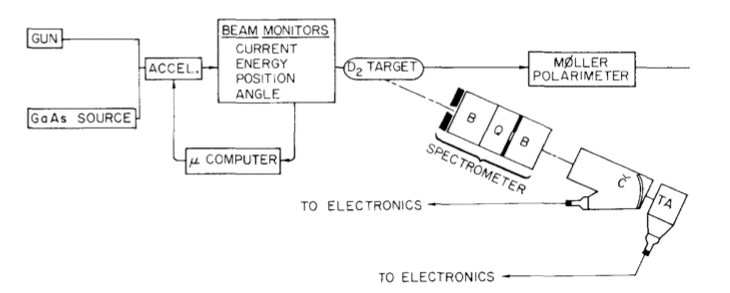 GUN
GaAs SOURCE
ACCEL.
BEAM MONITORS
CURRENT
ENERGY
POSITION
ANGLE
μ COMPUTER
D₂ TARGET
MØLLER
POLARIMETER
B
Q
B
SPECTROMETER
Č
TA
TO ELECTRONICS
TO ELECTRONICS